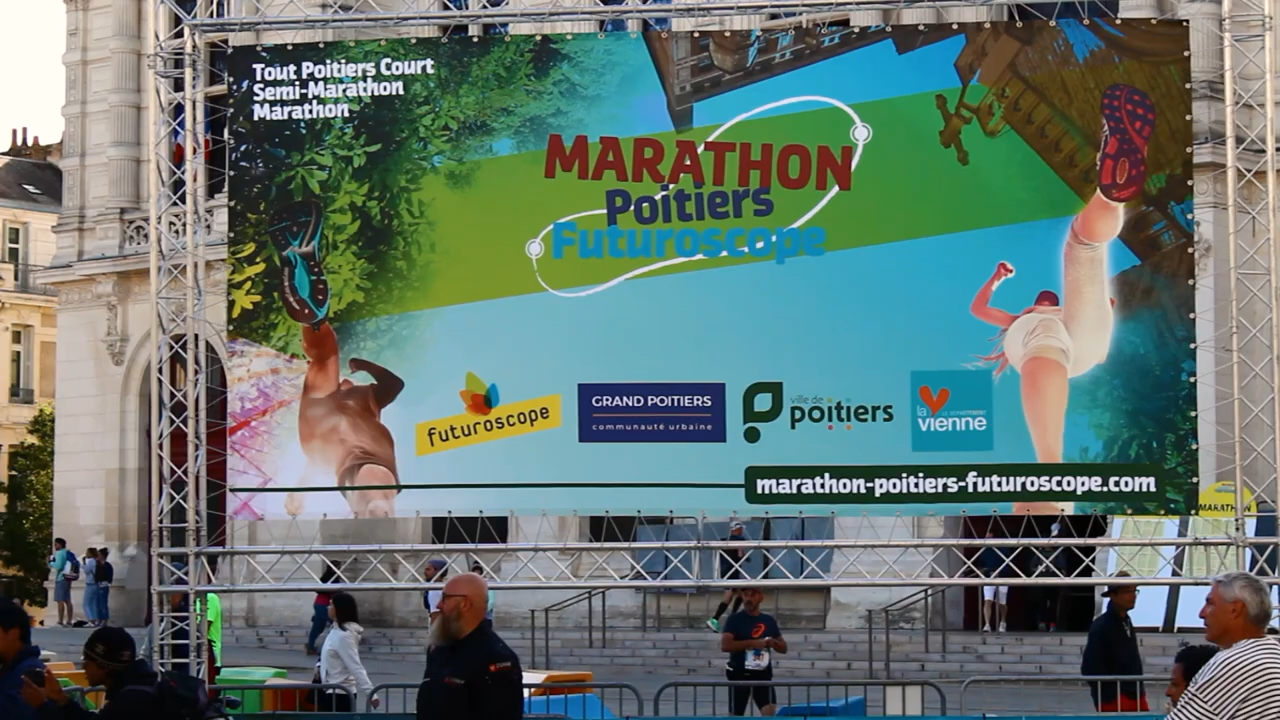 Tout Poitiers Court
Semi-Marathon
Marathon
MARATHON
Poitiers
Futuroscope
futuroscope
GRAND POITIERS
communauté urbaine
ville de
poitiers
la
vienne
marathon-poitiers-futuroscope.com
MARATHON